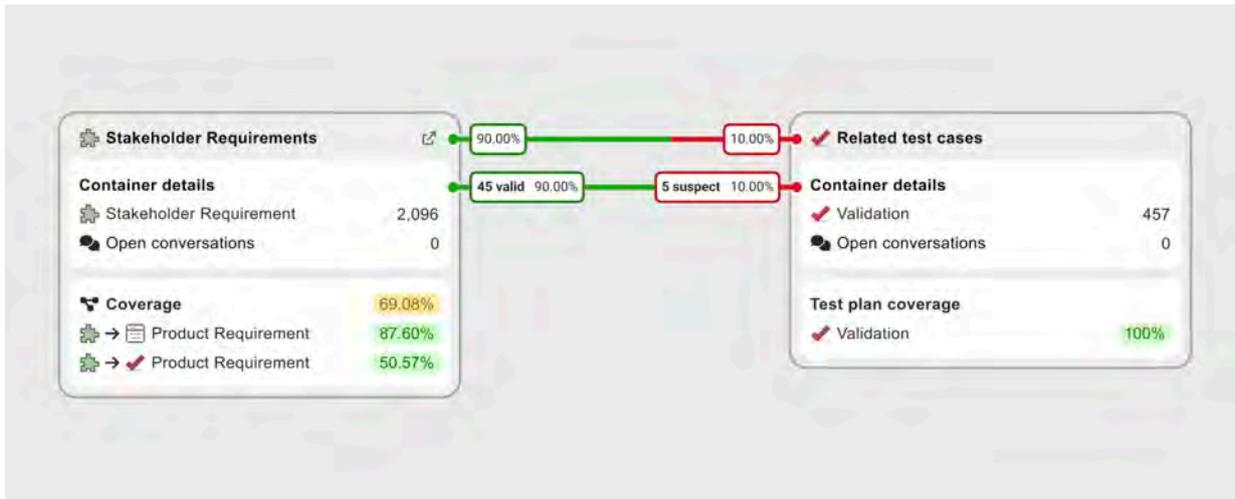 Stakeholder Requirements
Container details
Stakeholder Requirement 2,096
Open conversations 0
Coverage 69.08%
Product Requirement 87.60%
Product Requirement 50.57%
90.00% 10.00%
45 valid 90.00% 5 suspect 10.00%
Related test cases
Container details
Validation 457
Open conversations 0
Test plan coverage
Validation 100%